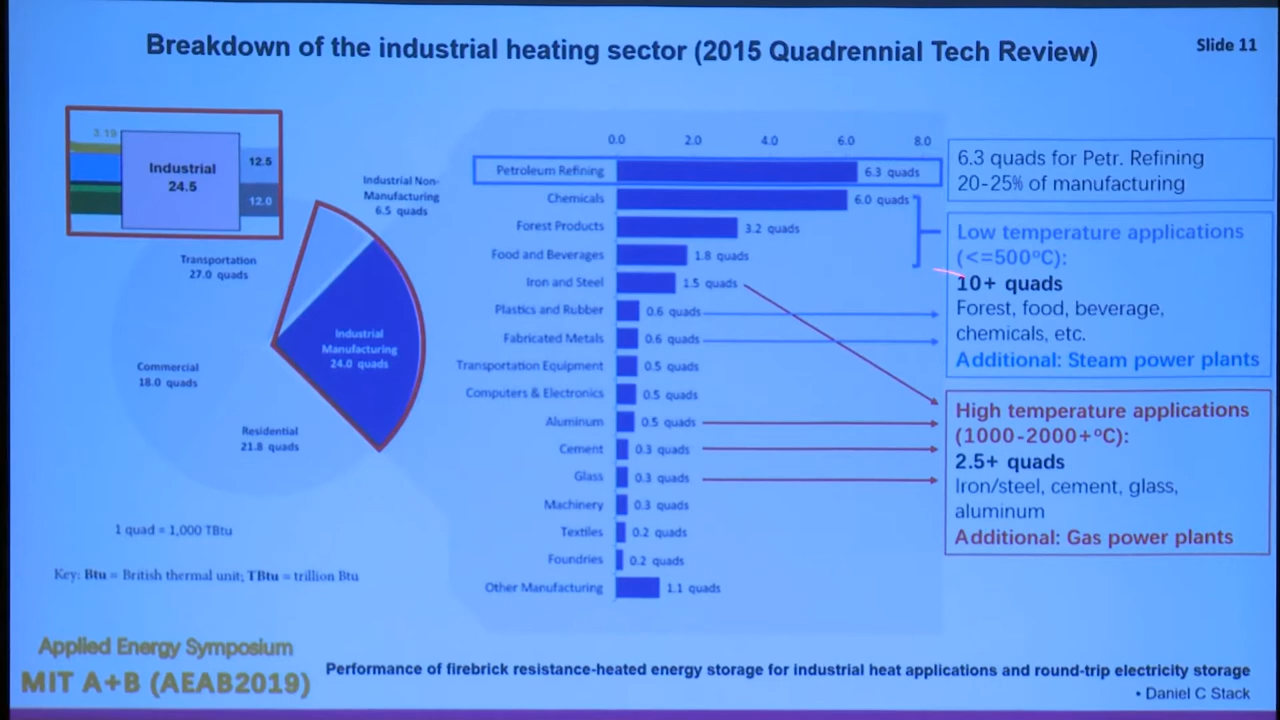 Breakdown of the industrial heating sector (2015 Quadrennial Tech Review)
Slide 11
3.19
Industrial
24.5
12.5
12.0
Industrial Non-
Manufacturing
6.5 quads
Transportation
27.0 quads
Industrial
Manufacturing
24.0 quads
Commercial
18.0 quads
Residential
21.8 quads
1 quad = 1,000 TBtu
Key: Btu = British thermal unit; TBtu = trillion Btu
0.0 2.0 4.0 6.0 8.0
Petroleum Refining 6.3 quads
Chemicals 6.0 quads
Forest Products 3.2 quads
Food and Beverages 1.8 quads
Iron and Steel 1.5 quads
Plastics and Rubber 0.6 quads
Fabricated Metals 0.6 quads
Transportation Equipment 0.5 quads
Computers & Electronics 0.5 quads
Aluminum 0.5 quads
Cement 0.3 quads
Glass 0.3 quads
Machinery 0.3 quads
Textiles 0.2 quads
Foundries 0.2 quads
Other Manufacturing 1.1 quads
6.3 quads for Petr. Refining
20-25% of manufacturing
Low temperature applications
(<=500ºC):
10+ quads
Forest, food, beverage,
chemicals, etc.
Additional: Steam power plants
High temperature applications
(1000-2000+ºC):
2.5+ quads
Iron/steel, cement, glass,
aluminum
Additional: Gas power plants
Applied Energy Symposium
MIT A+B (AEAB2019)
Performance of firebrick resistance-heated energy storage for industrial heat applications and round-trip electricity storage
• Daniel C Stack